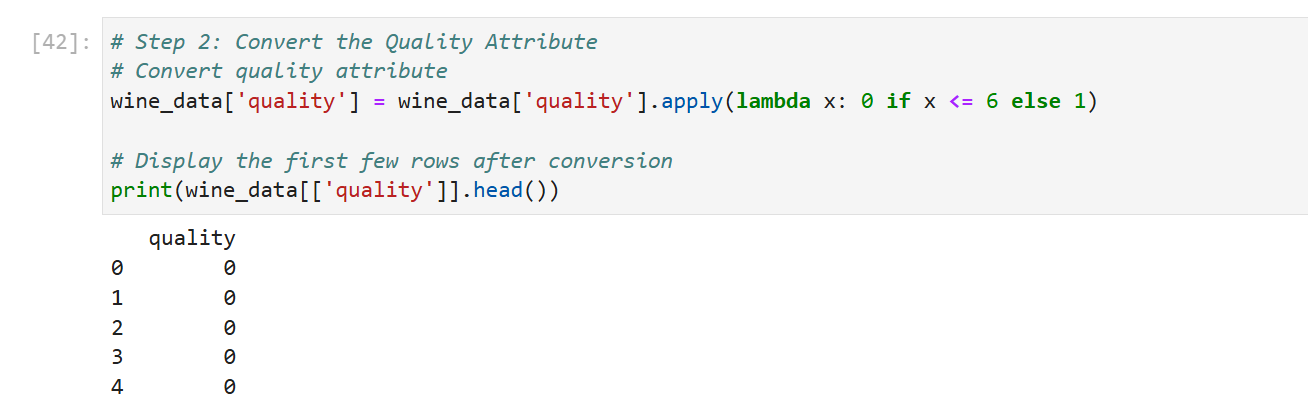 [42]: # Step 2: Convert the Quality Attribute
# Convert quality attribute
wine_data['quality'] = wine_data['quality'].apply(lambda x: 0 if x <= 6 else 1)
# Display the first few rows after conversion
print(wine_data[['quality']].head())
quality
0 0
1 0
2 0
3 0
4 0